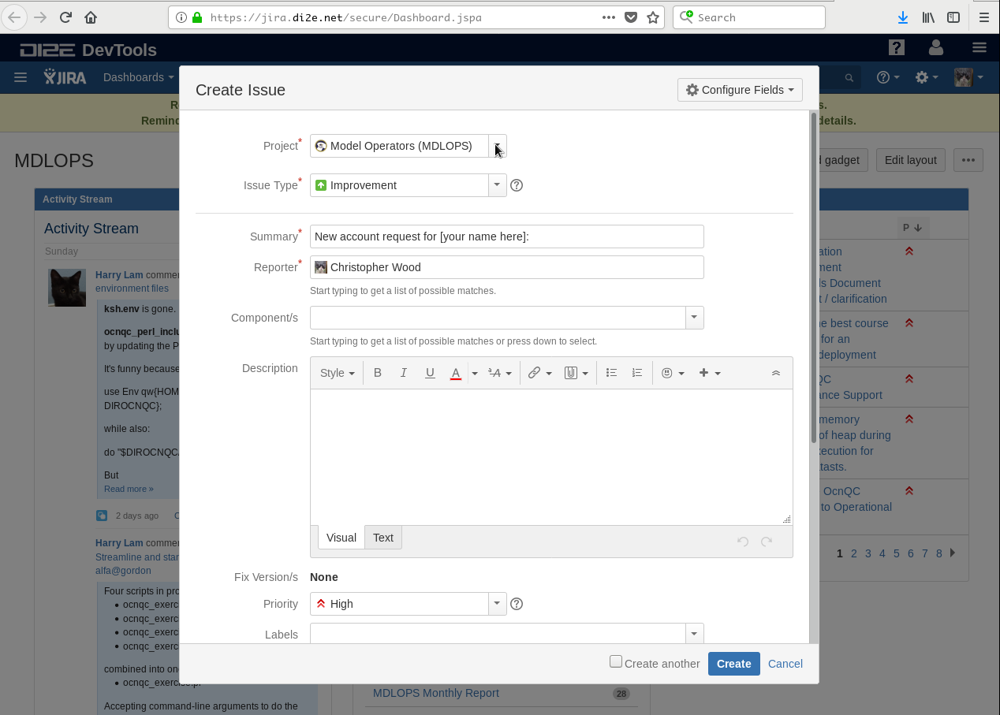 https://jira.di2e.net/secure/Dashboard.jspa
Search
DI2E DevTools
JIRA
Dashboards
R
s.
Remind
details.
MDLOPS
d gadget
Edit layout
Create Issue
Configure Fields
Project*
Model Operators (MDLOPS)
Issue Type*
Improvement
Summary*
New account request for [your name here]:
Reporter*
Christopher Wood
Start typing to get a list of possible matches.
Component/s
Start typing to get a list of possible matches or press down to select.
Description
Style
B
I
U
A
Visual
Text
Fix Version/s
None
Priority
High
Labels
Create another
Create
Cancel
Activity Stream
Activity Stream
Sunday
Harry Lam comme
environment files
ksh.env is gone.
ocnqc_perl_inclu
by updating the P
It's funny because
use Env qw{HOM
DIROCNQC};
while also:
do "$DIROCNQC
But
Read more »
2 days ago
Harry Lam comme
Streamline and star
alfa@gordon
Four scripts in pro
ocnqc_exerc
ocnqc_exerc
ocnqc_exerc
ocnqc_exerc
combined into on
Accepting command-line arguments to do the
P
ation
ment
ls Document
t / clarification
he best course
for an
deployment
QC
ance Support
memory
of heap during
execution for
atasts.
OcnQC
to Operational
1 2 3 4 5 6 7 8
MDLOPS Monthly Report
28